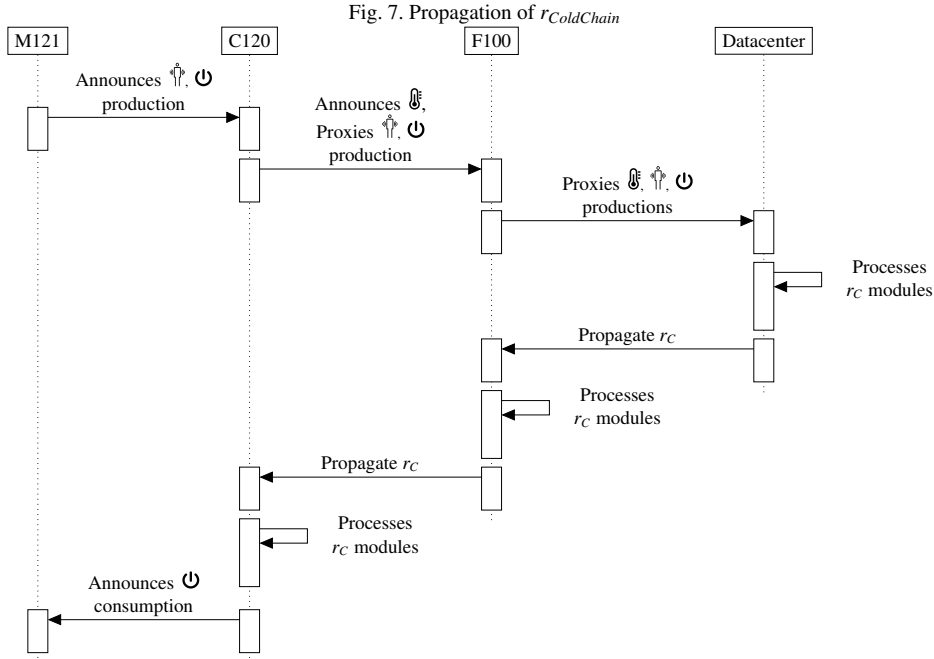 Fig. 7. Propagation of r_ColdChain
M121
C120
F100
Datacenter
Announces , 
production
Announces ,
Proxies , 
production
Proxies , , 
productions
Processes
r_C modules
Propagate r_C
Processes
r_C modules
Propagate r_C
Processes
r_C modules
Announces
consumption